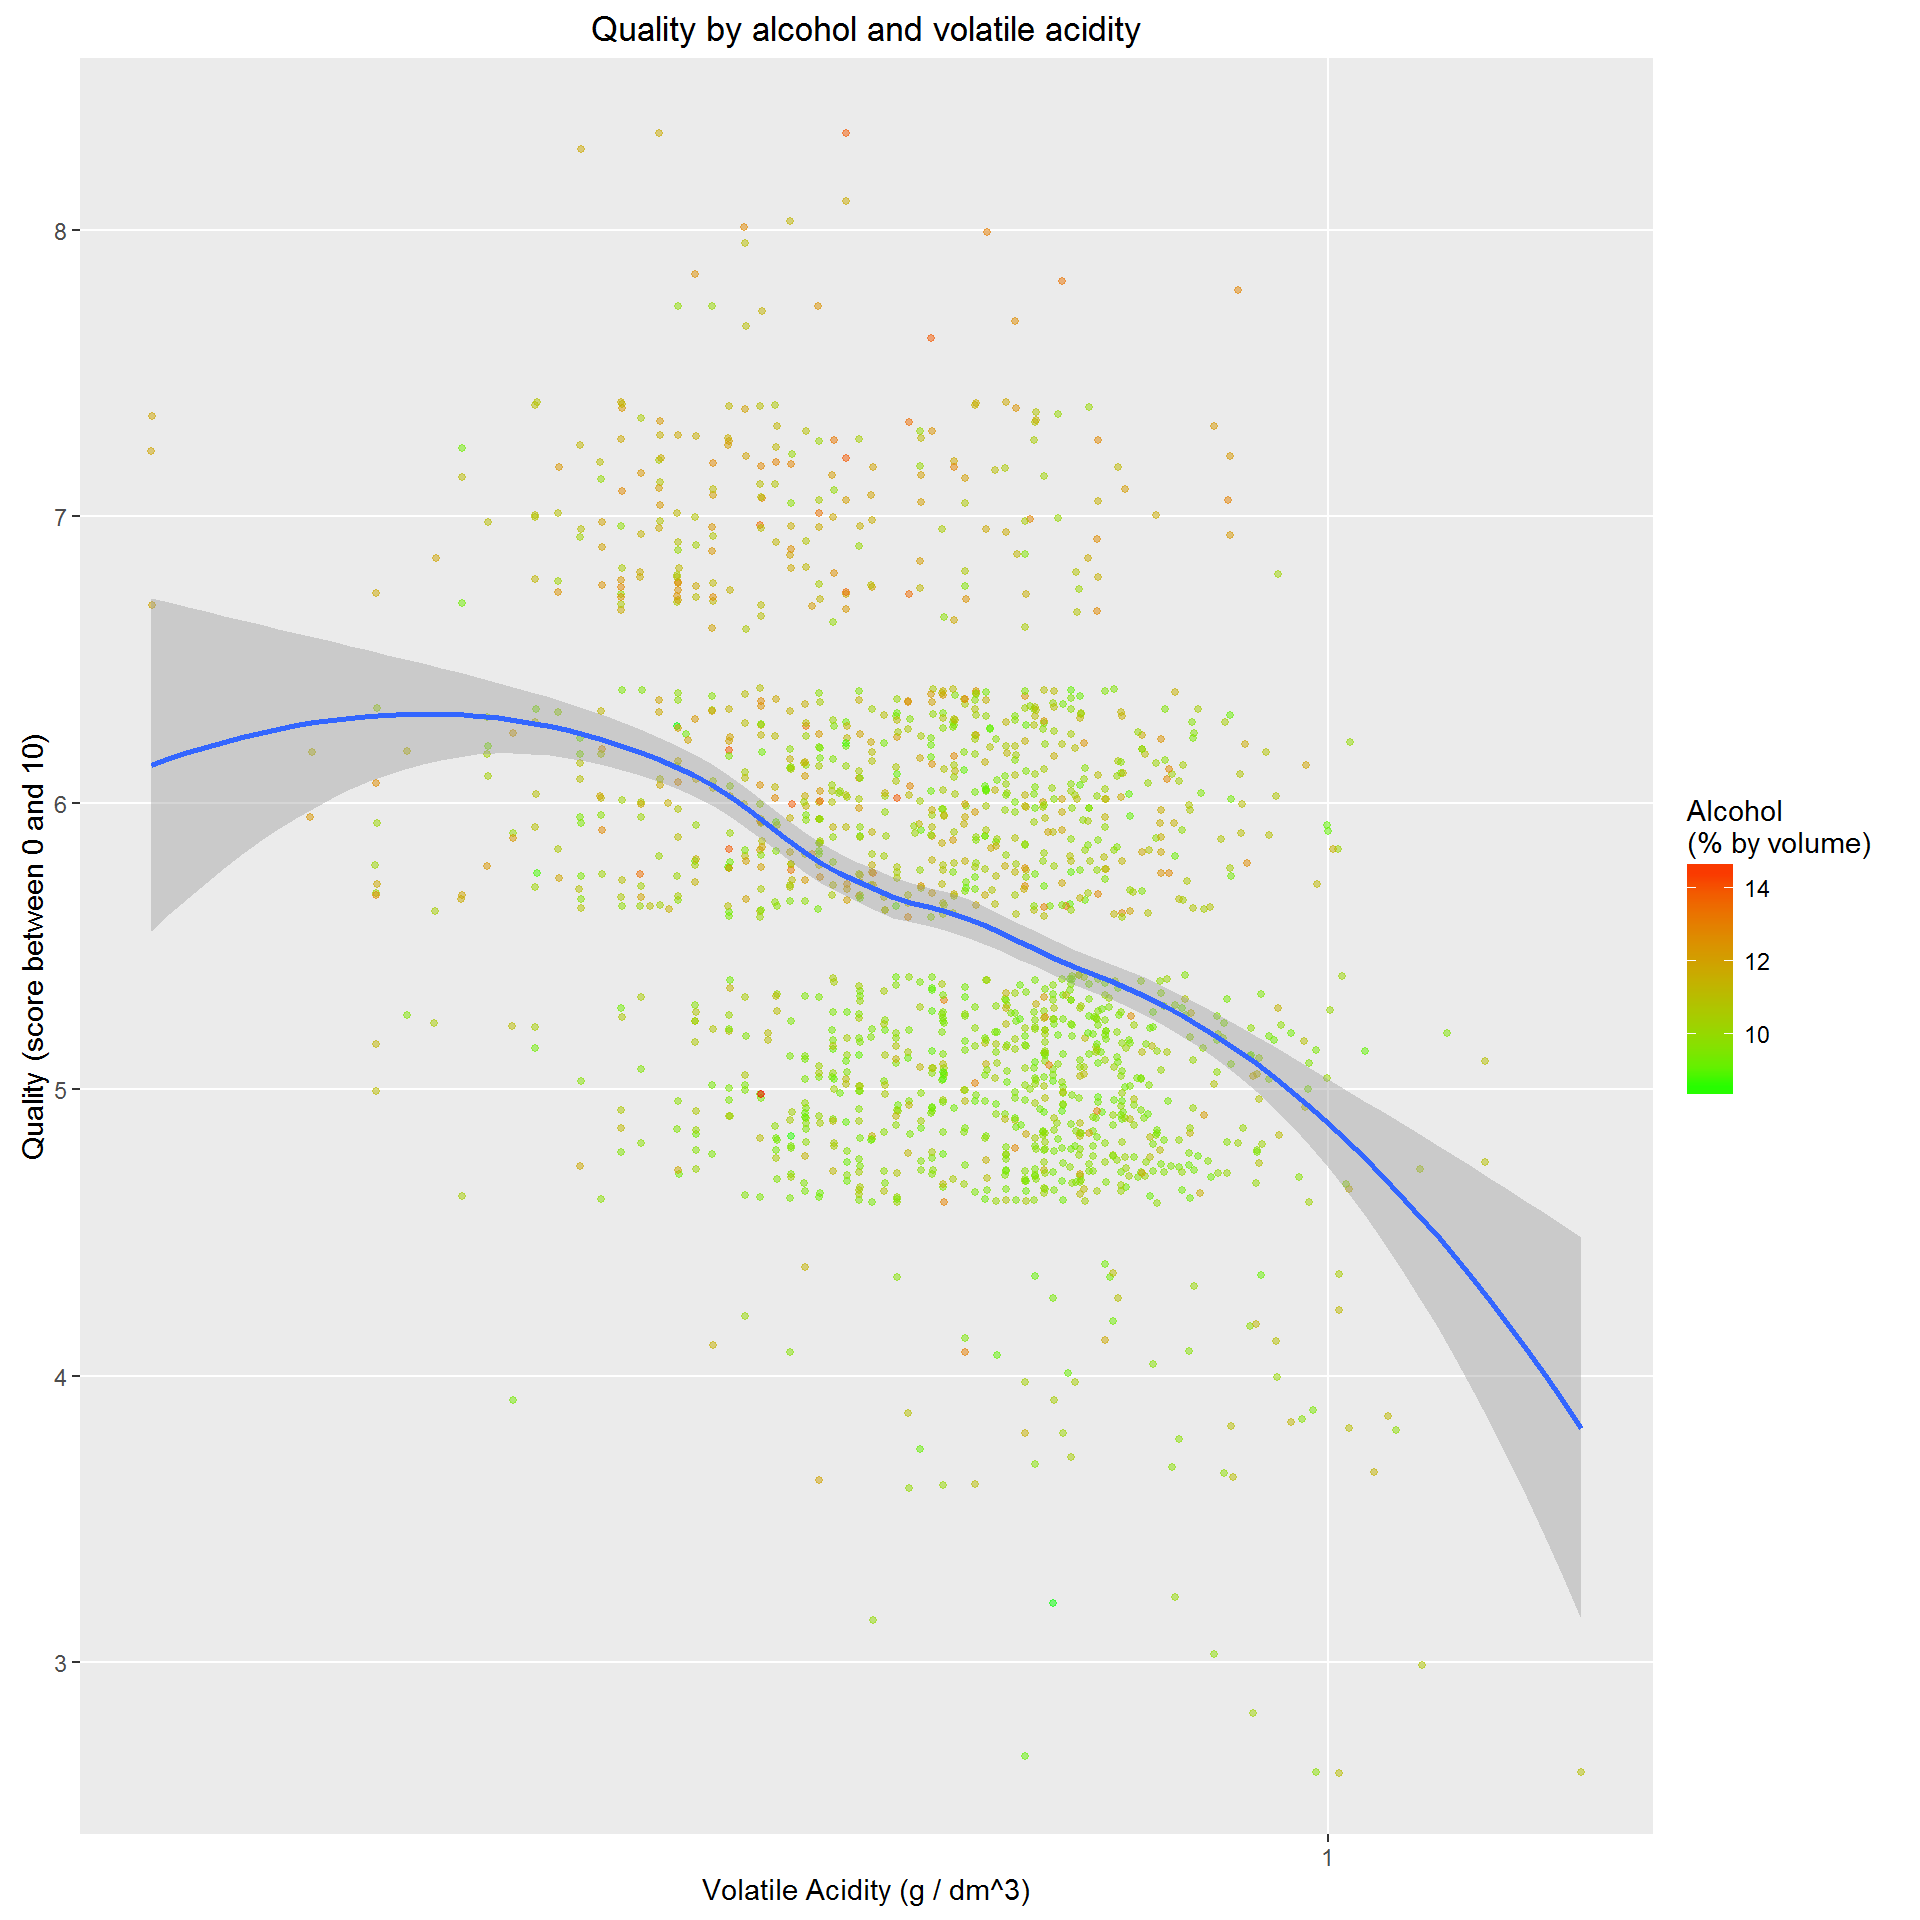 Quality by alcohol and volatile acidity
Quality (score between 0 and 10)
8
7
6
5
4
3
1
Volatile Acidity (g / dm^3)
Alcohol
(% by volume)
14
12
10